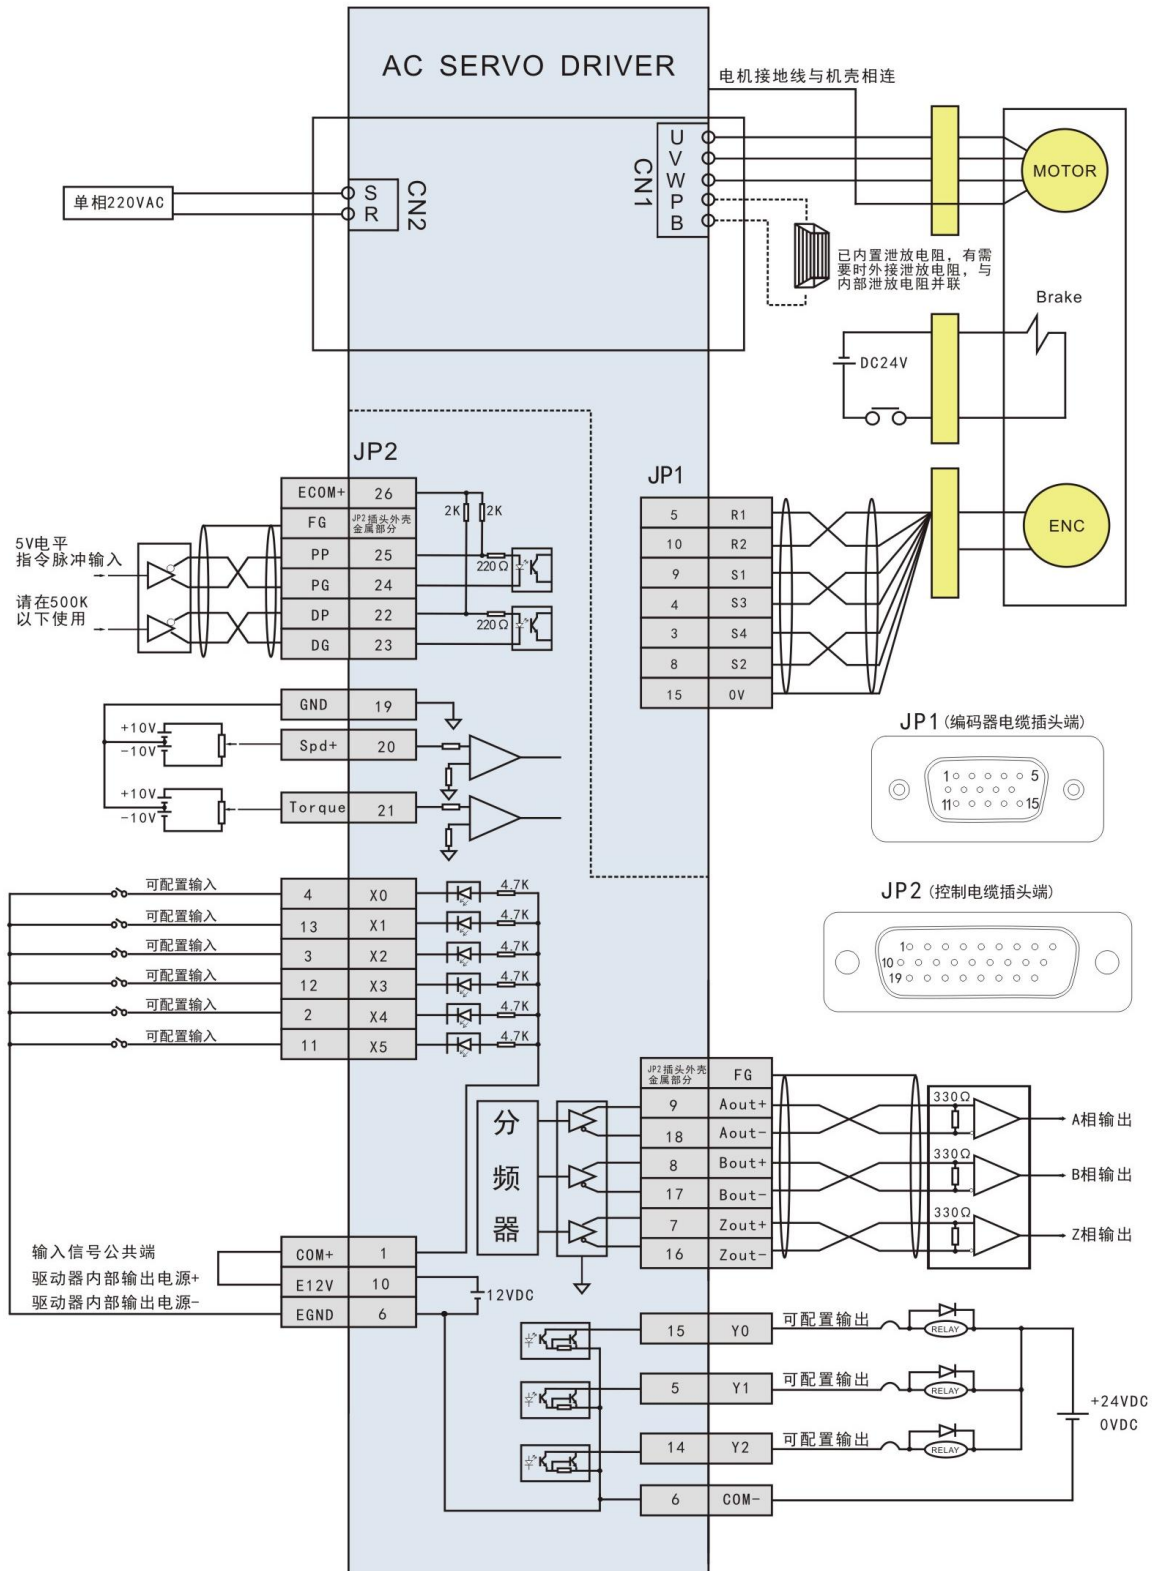 AC SERVO DRIVER
电机接地线与机壳相连
U
V
W
P
B
CN1
MOTOR
单相220VAC
S
R
CN2
已内置泄放电阻，有需
要时外接泄放电阻，与
内部泄放电阻并联
Brake
DC24V
JP2
ECOM+ 26
FG JP2插头外壳
金属部分
PP 25
PG 24
DP 22
DG 23
2K 2K
220Ω
220Ω
5V电平
指令脉冲输入
请在500K
以下使用
JP1
5 R1
10 R2
9 S1
4 S3
3 S4
8 S2
15 0V
ENC
GND 19
Spd+ 20
Torque 21
+10V
-10V
+10V
-10V
JP1(编码器电缆插头端)
1 5
11 15
JP2(控制电缆插头端)
1
10
19
可配置输入 4 X0 4.7K
可配置输入 13 X1 4.7K
可配置输入 3 X2 4.7K
可配置输入 12 X3 4.7K
可配置输入 2 X4 4.7K
可配置输入 11 X5 4.7K
分
频
器
JP2插头外壳
金属部分 FG
9 Aout+
18 Aout-
8 Bout+
17 Bout-
7 Zout+
16 Zout-
330Ω
A相输出
330Ω
B相输出
330Ω
Z相输出
输入信号公共端 COM+ 1
驱动器内部输出电源+ E12V 10
驱动器内部输出电源- EGND 6
12VDC
15 Y0 可配置输出 RELAY
5 Y1 可配置输出 RELAY
14 Y2 可配置输出 RELAY
6 COM-
+24VDC
0VDC